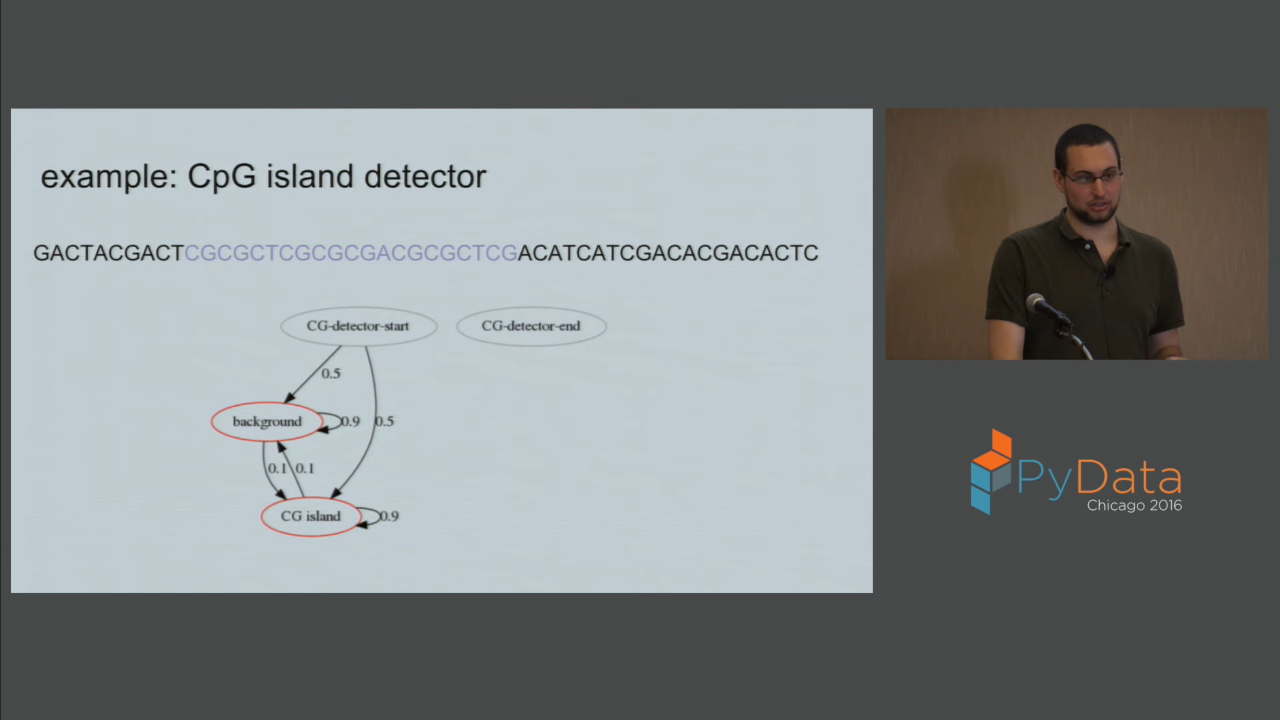 example: CpG island detector
GACTACGACTCGCGCTCGCGCGACGCGCTCGACATCATCGACACGACACTC
CG-detector-start
CG-detector-end
0.5
background
0.9
0.5
0.1
0.1
CG island
0.9
PyData
Chicago 2016